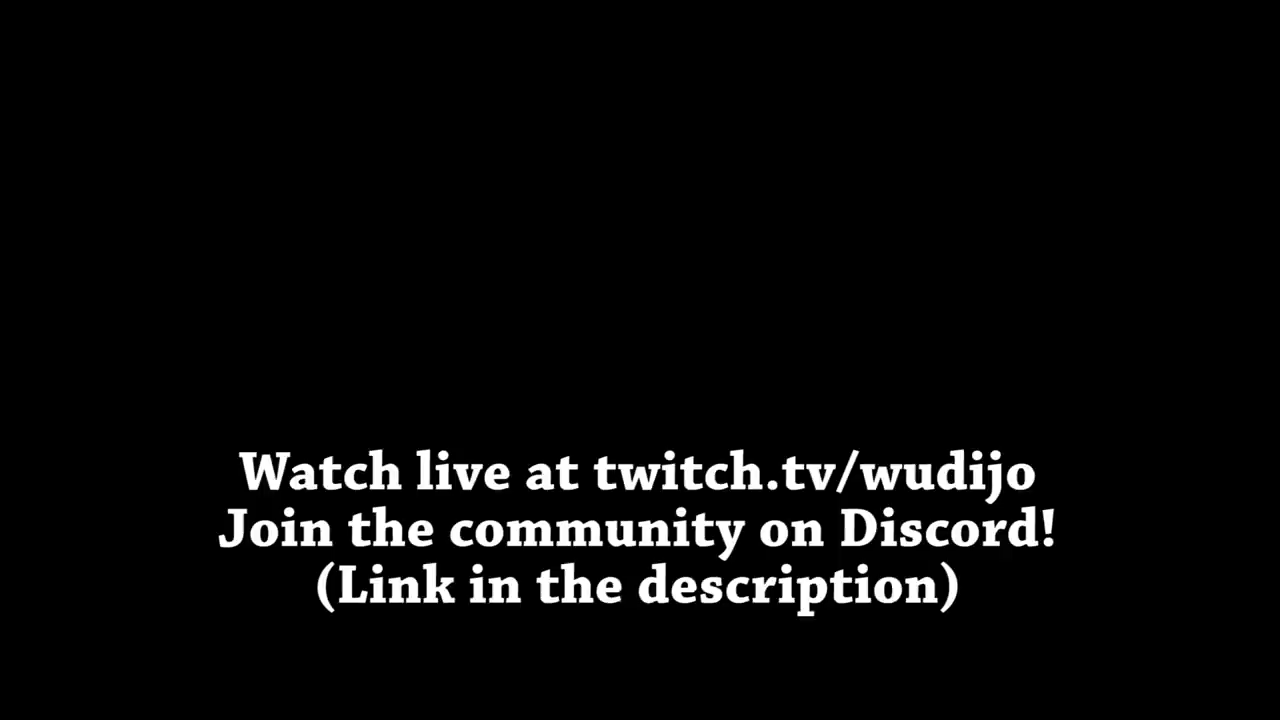 Watch live at twitch.tv/wudijo
Join the community on Discord!
(Link in the description)